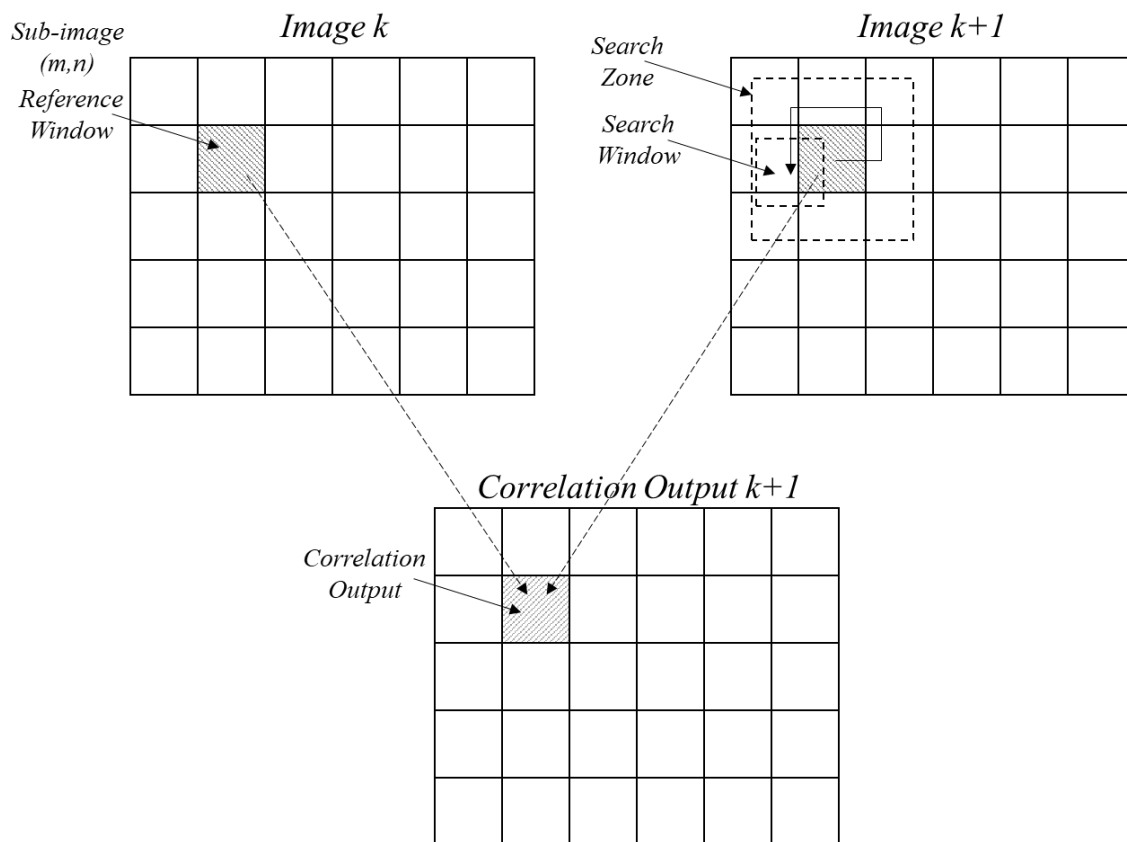 Sub-image
(m,n)
Reference
Window
Image k
Image k+1
Search
Zone
Search
Window
Correlation Output k+1
Correlation
Output